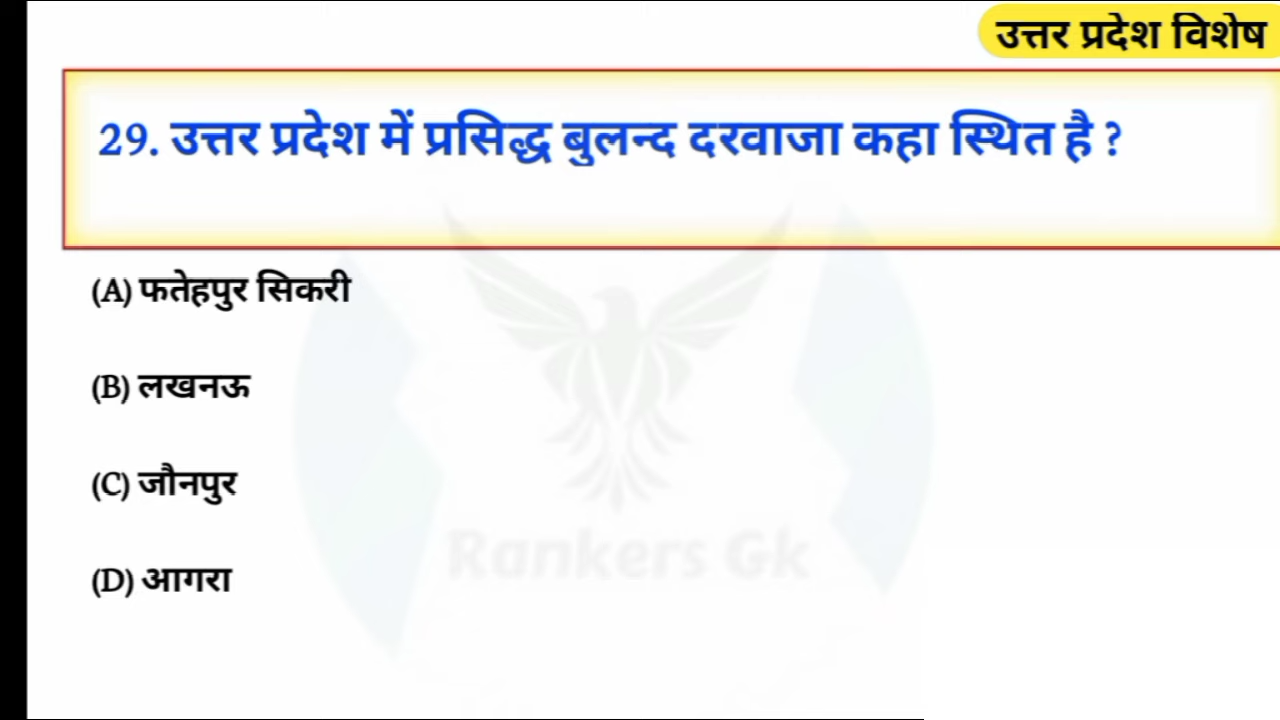 उत्तर प्रदेश विशेष
29. उत्तर प्रदेश में प्रसिद्ध बुलन्द दरवाजा कहा स्थित है ?
(A) फतेहपुर सिकरी
(B) लखनऊ
(C) जौनपुर
(D) आगरा
Rankers Gk